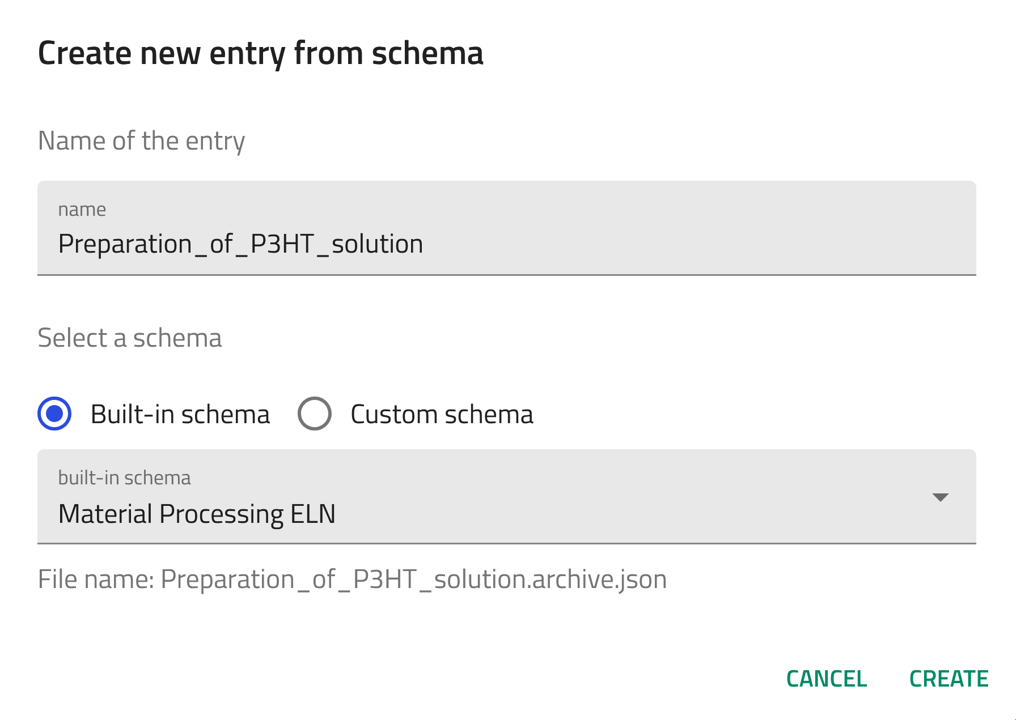 Create new entry from schema
Name of the entry
name
Preparation_of_P3HT_solution
Select a schema
Built-in schema Custom schema
built-in schema
Material Processing ELN
File name: Preparation_of_P3HT_solution.archive.json
CANCEL CREATE